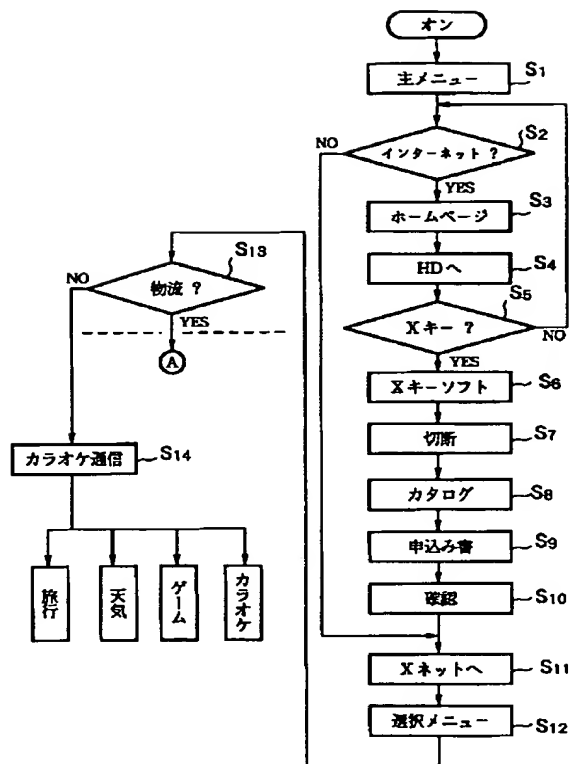 オン
主メニュー
S1
インターネット?
S2
NO
YES
ホームページ
S3
HDへ
S4
Xキー?
S5
NO
YES
Xキーソフト
S6
切断
S7
カタログ
S8
申込み書
S9
確認
S10
Xネットへ
S11
選択メニュー
S12
物流?
S13
NO
YES
A
カラオケ通信
S14
旅行
天気
ゲーム
カラオケ